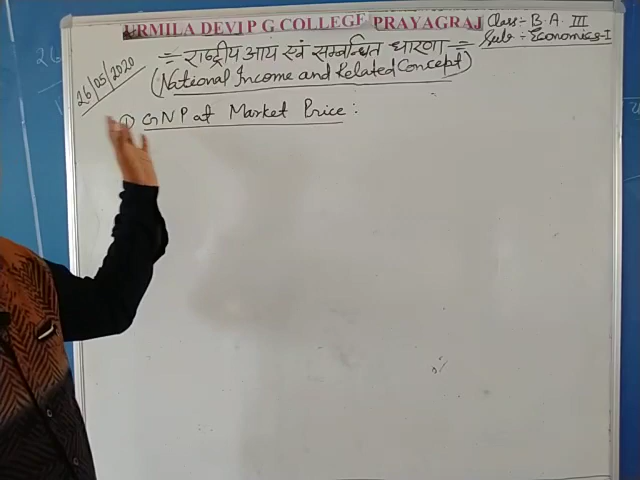 URMILA DEVI P G COLLEGE PRAYAGRAJ
Class:- B.A. III
Sub:- Economics-I
26/05/2020
= राष्ट्रीय आय एवं सम्बन्धित धारणा =
(National Income and Related Concept)
① GNP at Market Price :